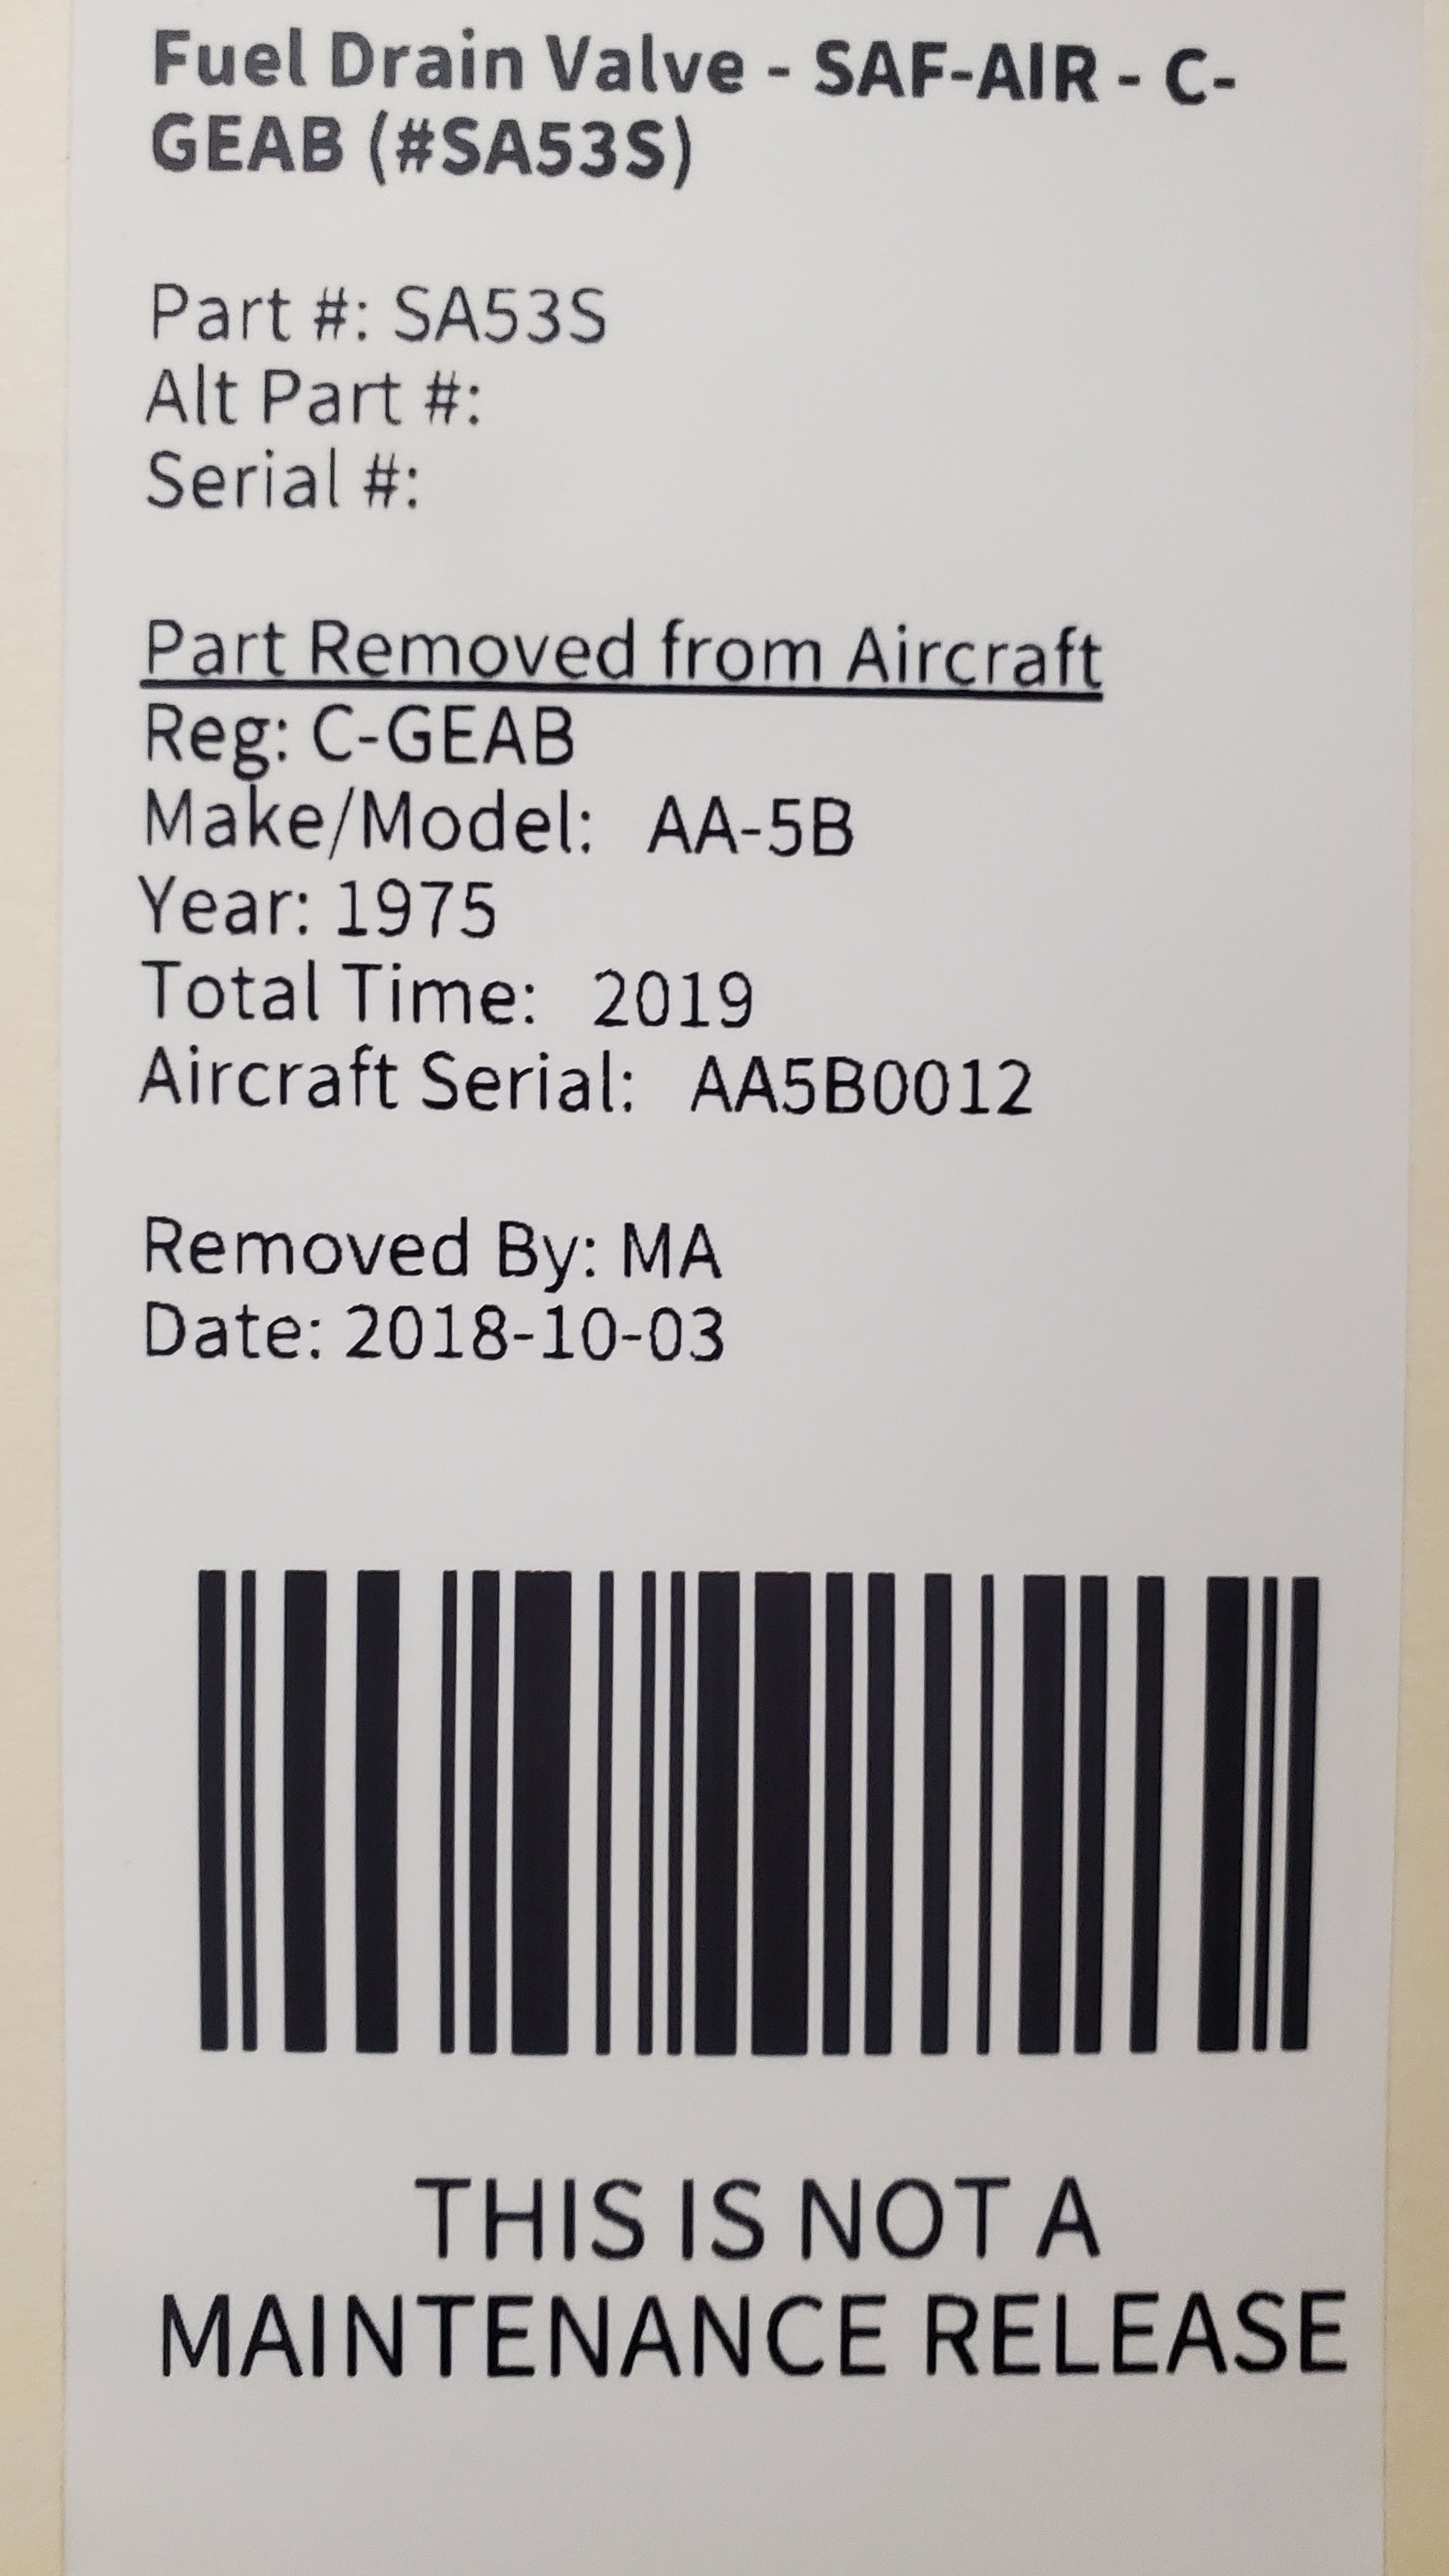 Fuel Drain Valve - SAF-AIR - C-
GEAB (#SA53S)
Part #: SA53S
Alt Part #:
Serial #:
Part Removed from Aircraft
Reg: C-GEAB
Make/Model: AA-5B
Year: 1975
Total Time: 2019
Aircraft Serial: AA5B0012
Removed By: MA
Date: 2018-10-03
THIS IS NOT A
MAINTENANCE RELEASE